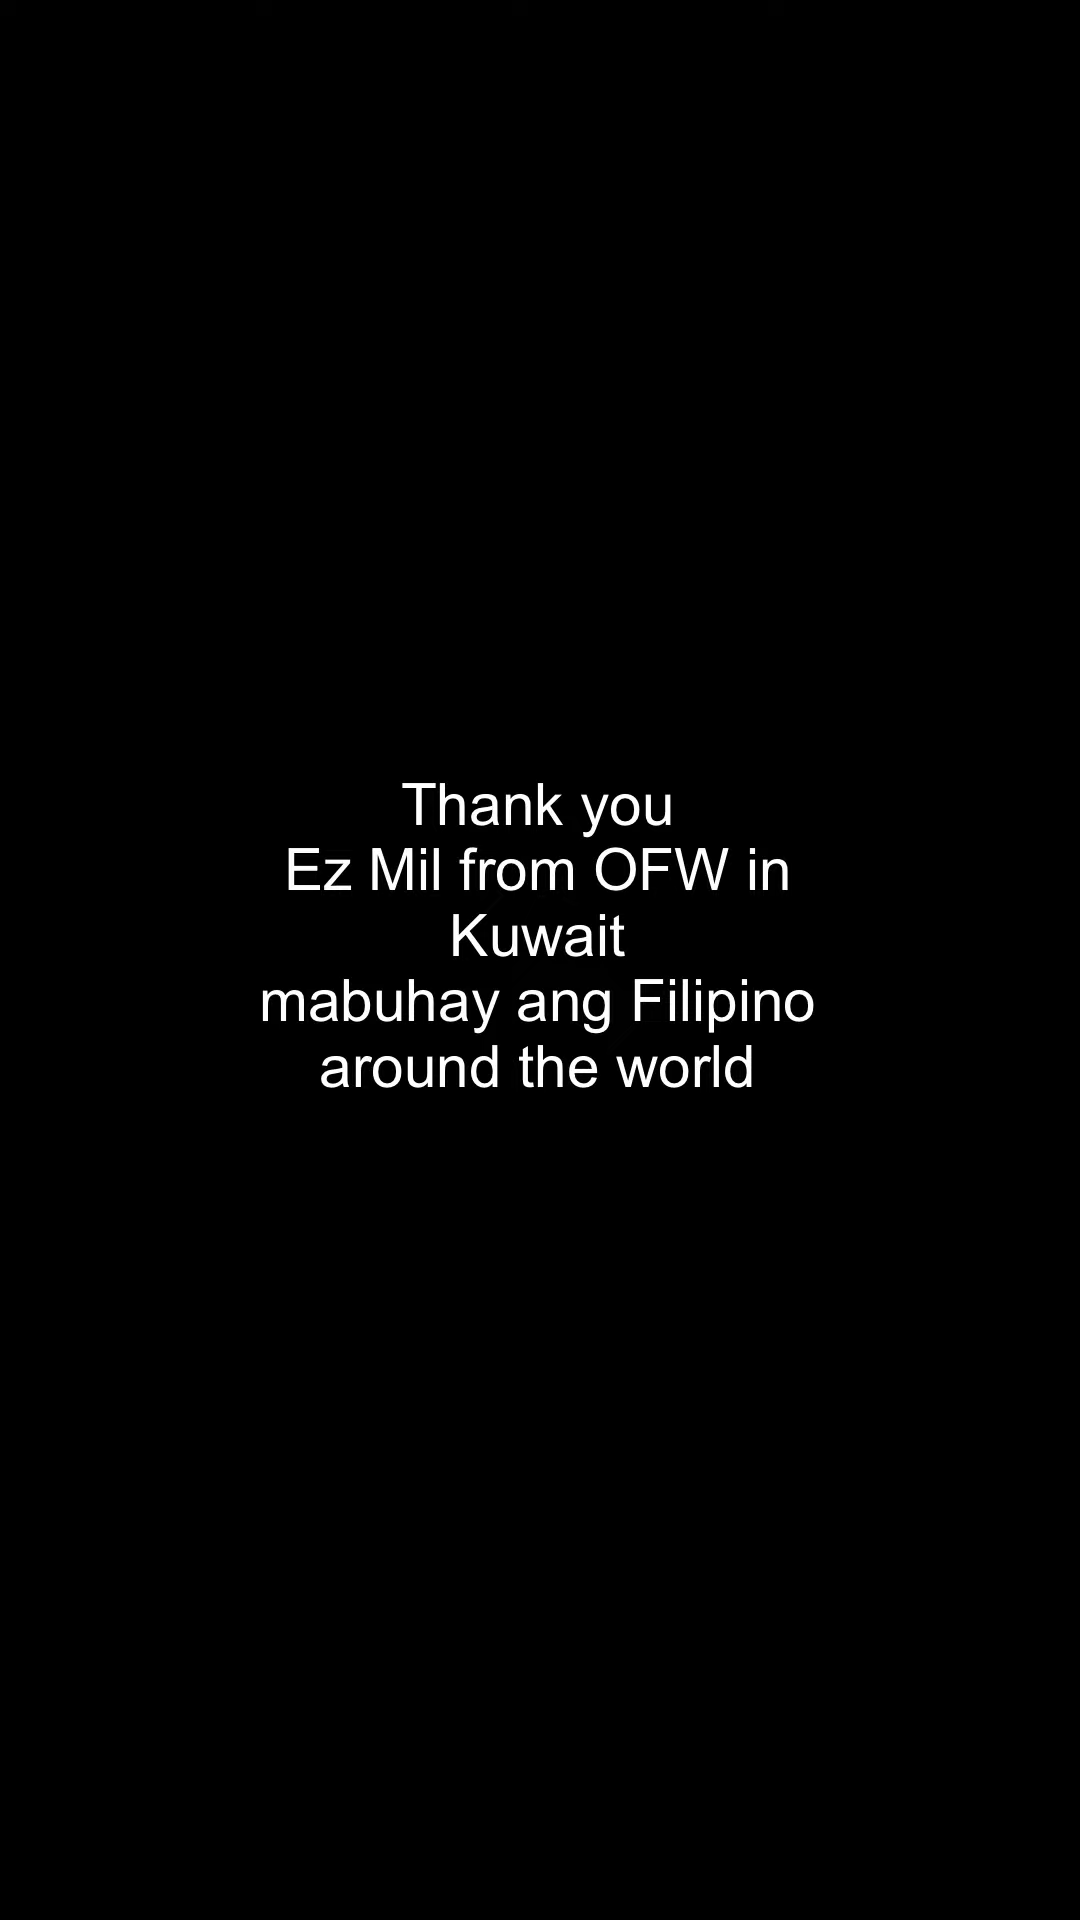 Thank you
Ez Mil from OFW in
Kuwait
mabuhay ang Filipino
around the world